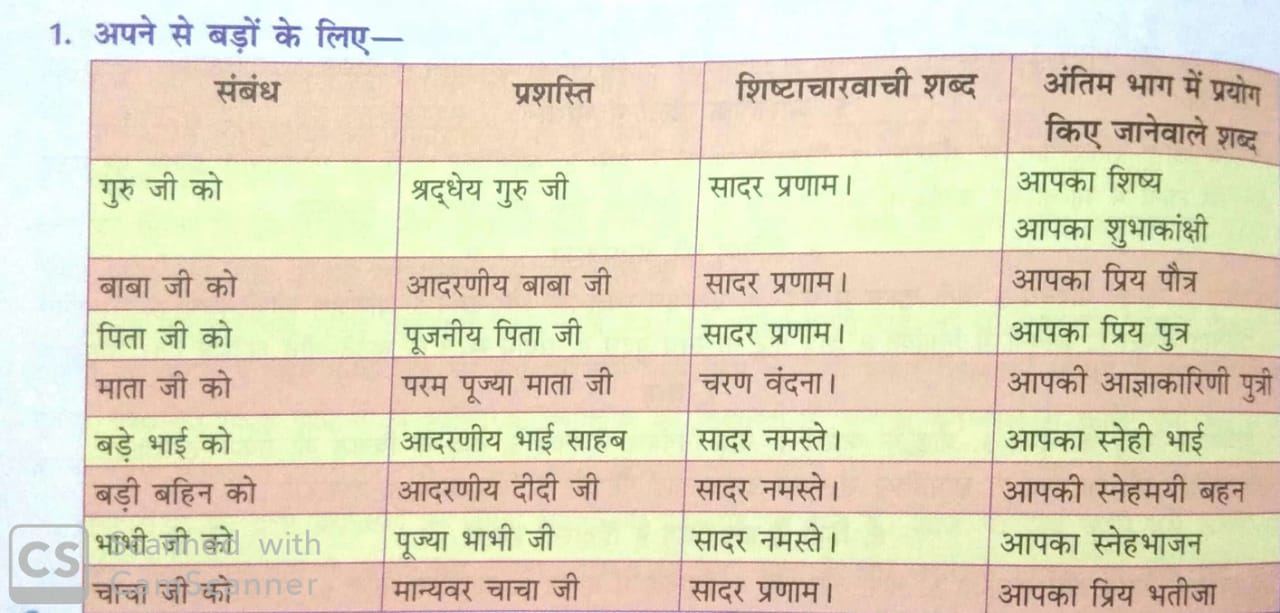 1. अपने से बड़ों के लिए—
संबंध प्रशस्ति शिष्टाचारवाची शब्द अंतिम भाग में प्रयोग
किए जानेवाले शब्द
गुरु जी को श्रद्‌धेय गुरु जी सादर प्रणाम। आपका शिष्य
आपका शुभाकांक्षी
बाबा जी को आदरणीय बाबा जी सादर प्रणाम। आपका प्रिय पौत्र
पिता जी को पूजनीय पिता जी सादर प्रणाम। आपका प्रिय पुत्र
माता जी को परम पूज्या माता जी चरण वंदना। आपकी आज्ञाकारिणी पुत्री
बड़े भाई को आदरणीय भाई साहब सादर नमस्ते। आपका स्नेही भाई
बड़ी बहिन को आदरणीय दीदी जी सादर नमस्ते। आपकी स्नेहमयी बहन
भाभी जी को पूज्या भाभी जी सादर नमस्ते। आपका स्नेहभाजन
चाचा जी को मान्यवर चाचा जी सादर प्रणाम। आपका प्रिय भतीजा
CS Scanned with
CamScanner